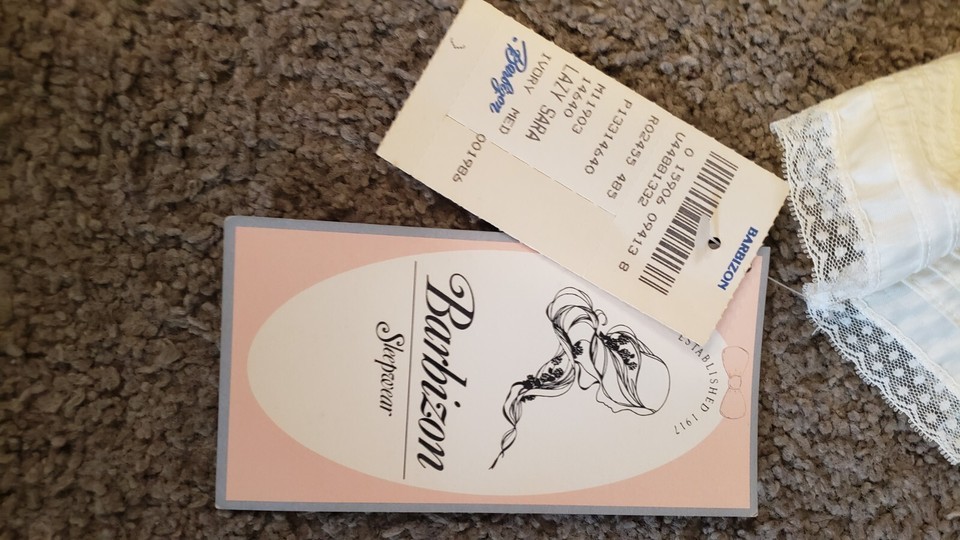 BARBIZON
0 15906 09413 8
U44881332
R02455 485
P13314640
M11903
14640
LAZY SARA
IVORY MED
Barbizon
001986
ESTABLISHED 1917
Barbizon
Sleepwear